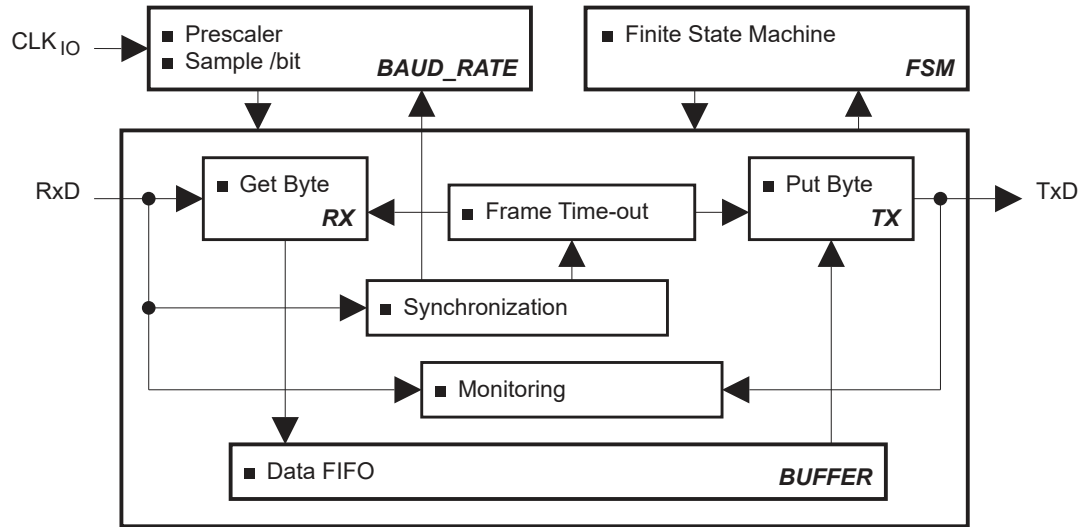 CLK IO
■ Prescaler
■ Sample /bit
BAUD_RATE
■ Finite State Machine
FSM
RxD
■ Get Byte
RX
■ Frame Time-out
■ Put Byte
TX
TxD
■ Synchronization
■ Monitoring
■ Data FIFO
BUFFER